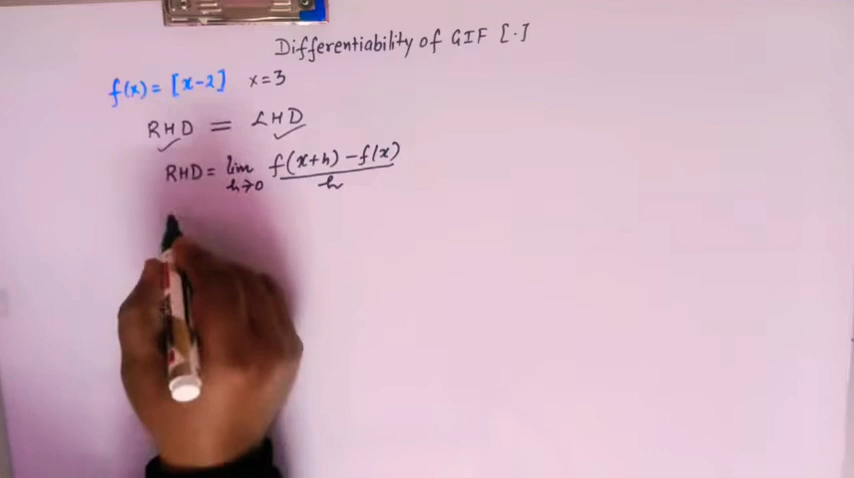 Differentiability of GIF [·]
f(x) = [x-2] x=3
RHD = LHD
RHD = lim h→0 f(x+h) - f(x) / h